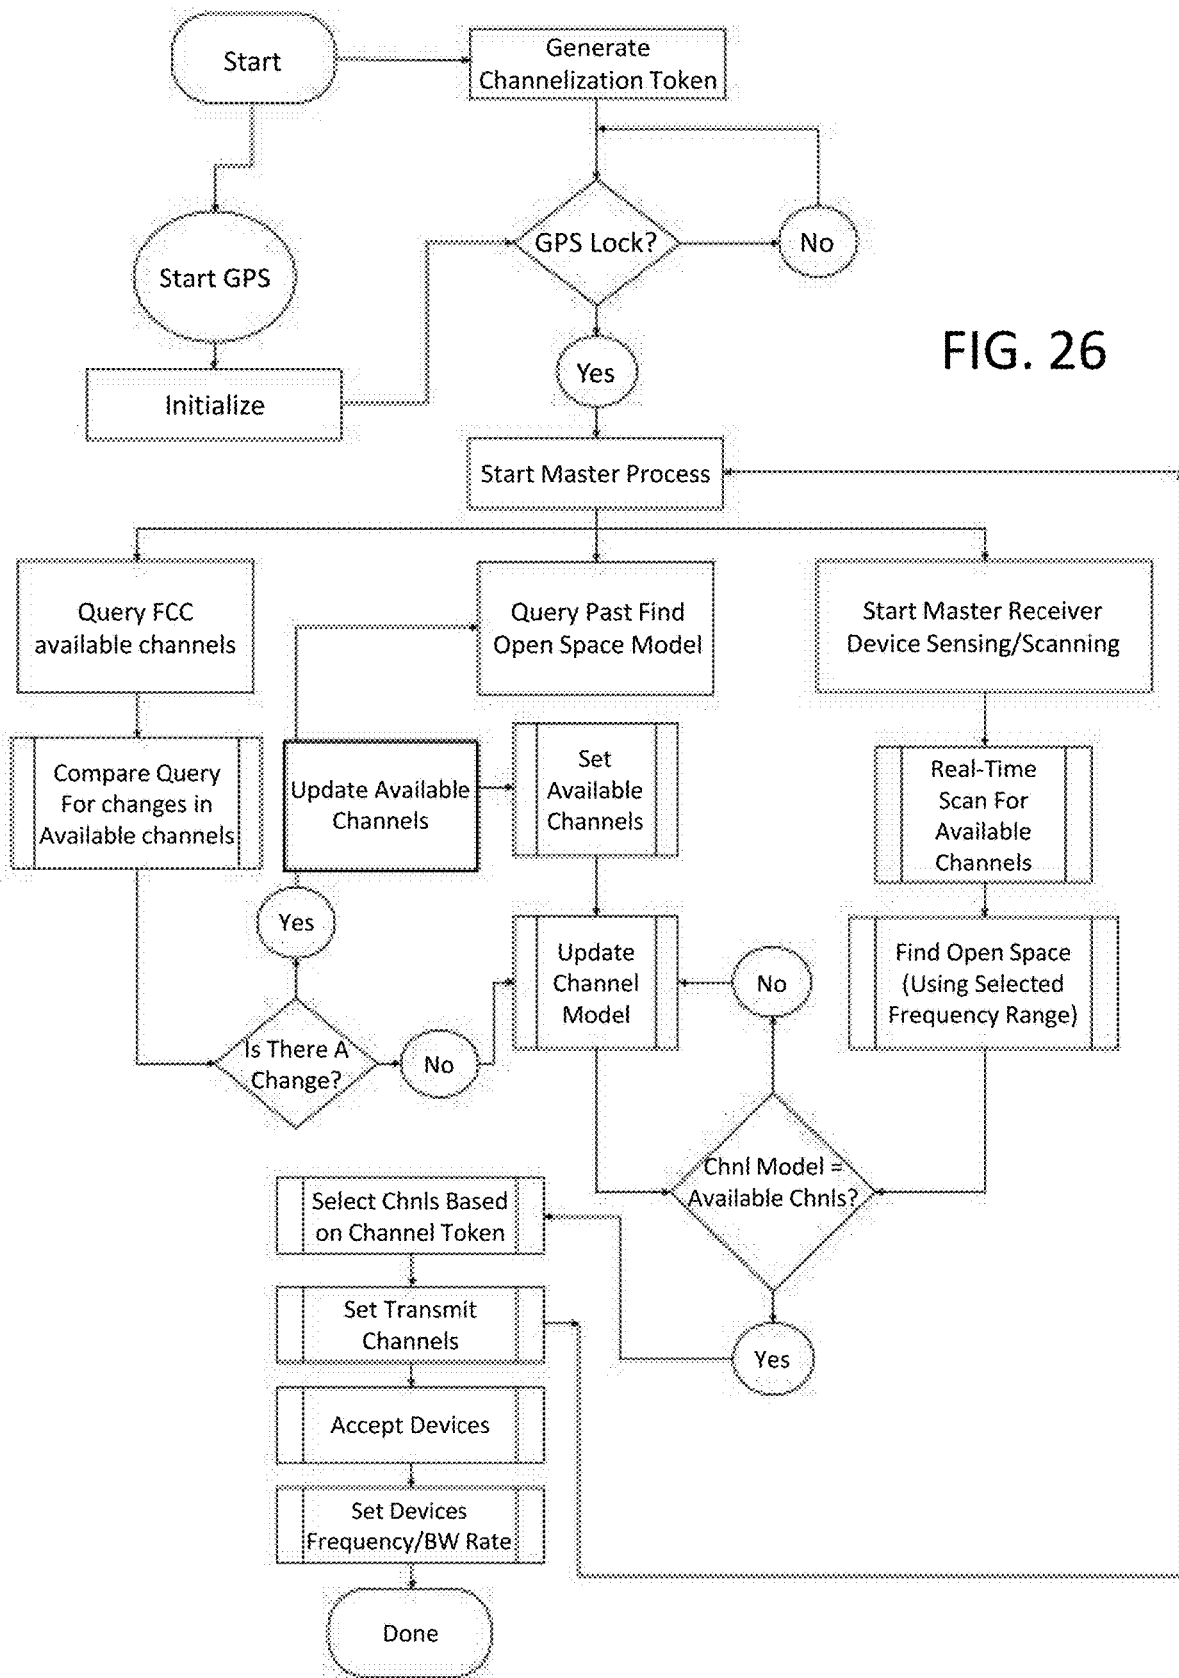 Start
Generate
Channelization Token
GPS Lock?
No
Start GPS
FIG. 26
Yes
Initialize
Start Master Process
Query FCC
available channels
Query Past Find
Open Space Model
Start Master Receiver
Device Sensing/Scanning
Compare Query
For changes in
Available channels
Update Available
Channels
Set
Available
Channels
Real-Time
Scan For
Available
Channels
Yes
Update
Channel
Model
No
Find Open Space
(Using Selected
Frequency Range)
Is There A
Change?
No
Chnl Model =
Available Chnls?
Select Chnls Based
on Channel Token
Set Transmit
Channels
Yes
Accept Devices
Set Devices
Frequency/BW Rate
Done